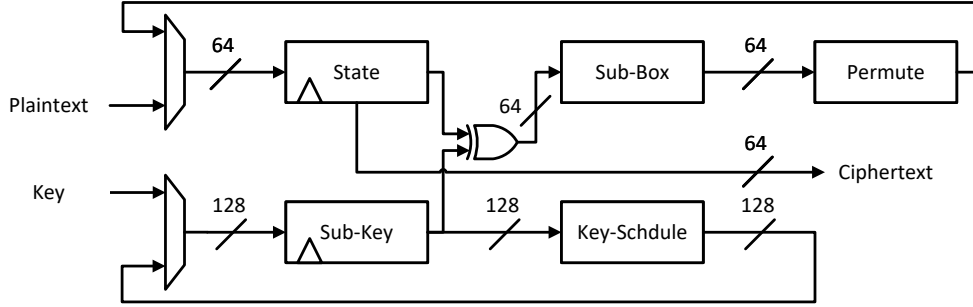 64
State
Sub-Box
64
Permute
Plaintext
64
64
Ciphertext
Key
128
Sub-Key
128
Key-Schdule
128